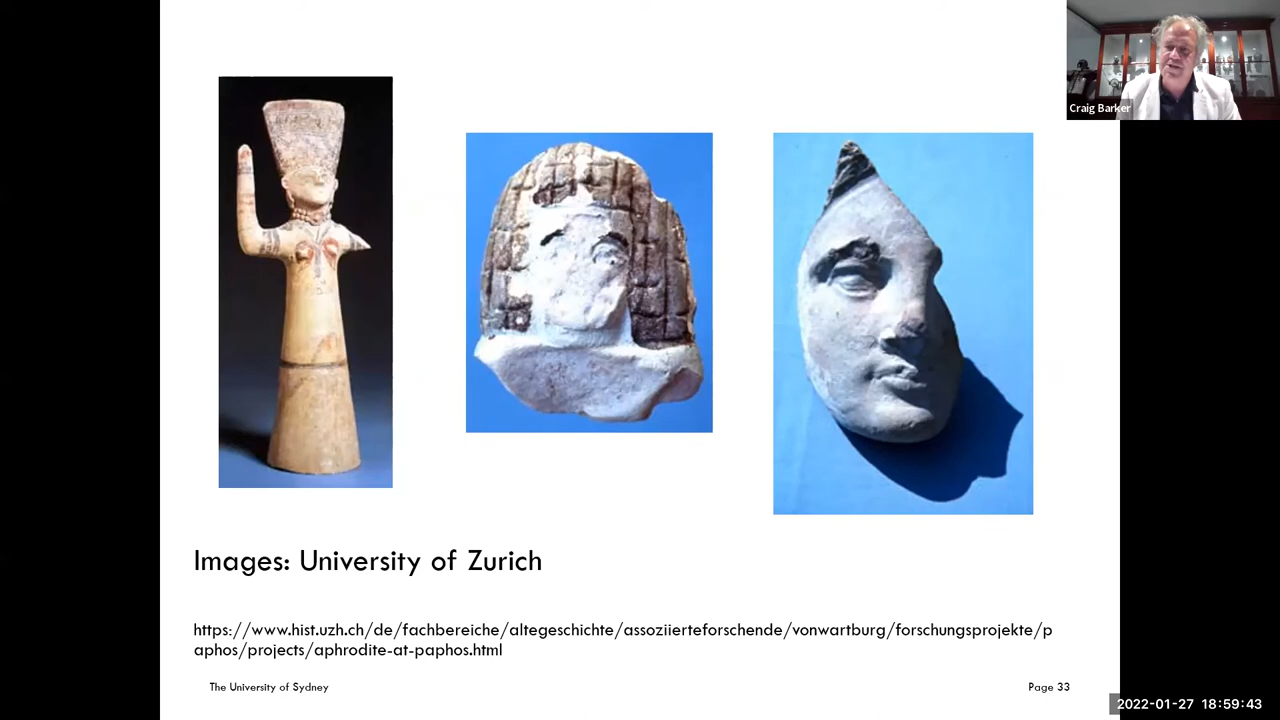 Craig Barker
Images: University of Zurich
https://www.hist.uzh.ch/de/fachbereiche/altegeschichte/assoziierteforschende/vonwartburg/forschungsprojekte/p
aphos/projects/aphrodite-at-paphos.html
The University of Sydney
Page 33
2022-01-27 18:59:43